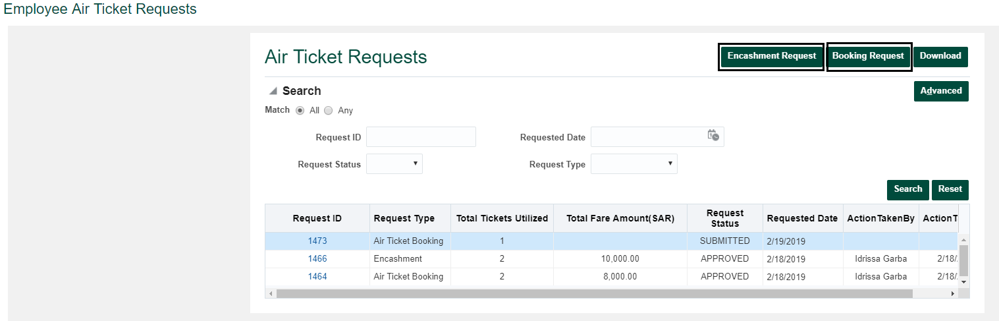 Employee Air Ticket Requests
Air Ticket Requests
Encashment Request Booking Request Download
Search
Advanced
Match All Any
Request ID Requested Date
Request Status Request Type
Search Reset
Request ID Request Type Total Tickets Utilized Total Fare Amount(SAR) Request Status Requested Date ActionTakenBy ActionT
1473 Air Ticket Booking 1 SUBMITTED 2/19/2019
1466 Encashment 2 10,000.00 APPROVED 2/18/2019 Idrissa Garba 2/18/
1464 Air Ticket Booking 2 8,000.00 APPROVED 2/18/2019 Idrissa Garba 2/18/